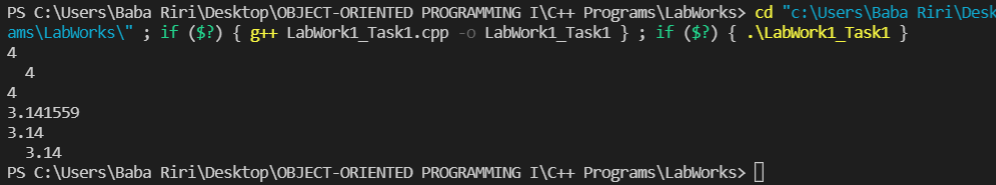 PS C:\Users\Baba Riri\Desktop\OBJECT-ORIENTED PROGRAMMING I\C++ Programs\LabWorks> cd "c:\Users\Baba Riri\Desk
ams\LabWorks\" ; if ($?) { g++ LabWork1_Task1.cpp -o LabWork1_Task1 } ; if ($?) { .\LabWork1_Task1 }
4
  4
4
3.141559
3.14
  3.14
PS C:\Users\Baba Riri\Desktop\OBJECT-ORIENTED PROGRAMMING I\C++ Programs\LabWorks>